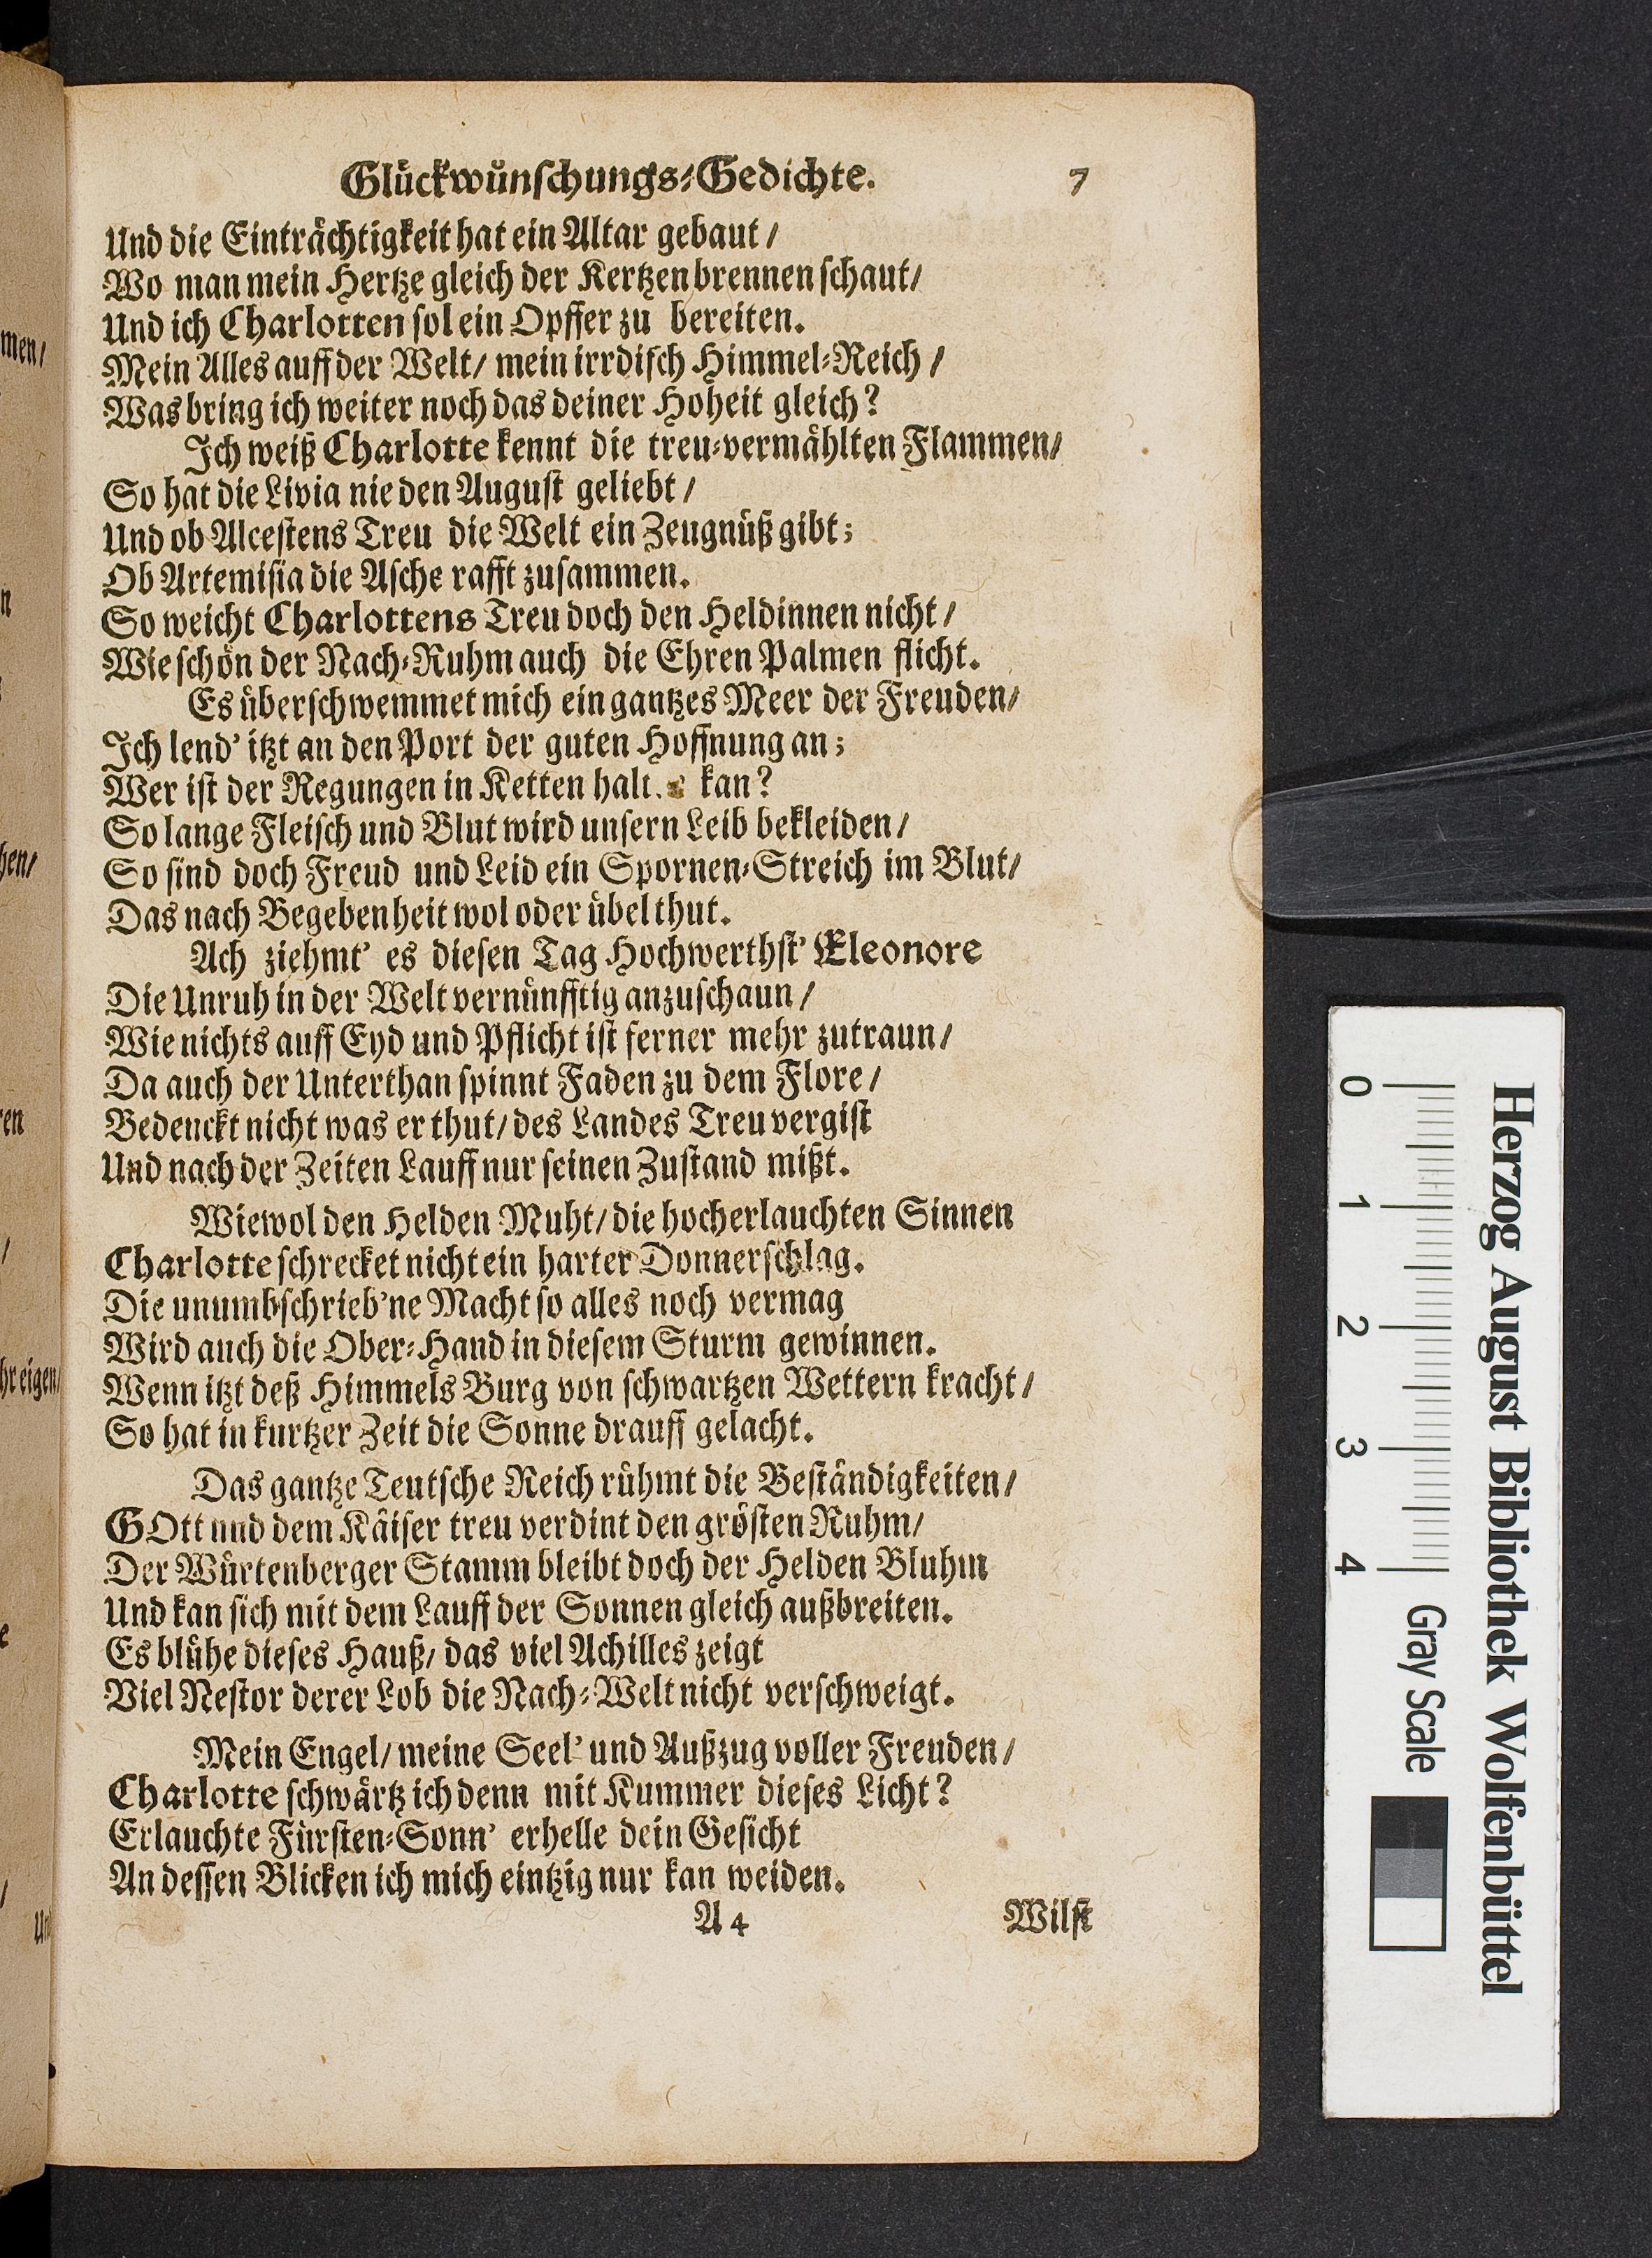 Glückwünschungs-Gedichte. 7
Und die Einträchtigkeit hat ein Altar gebaut /
Wo man mein Hertze gleich der Kertzen brennen schaut /
Und ich Charlotten sol ein Opffer zu bereiten.
Mein Alles auff der Welt / mein irrdisch Himmel-Reich /
Was bring ich weiter noch das deiner Hoheit gleich?
Ich weiß Charlotte kennt die treu-vermählten Flammen /
So hat die Livia nie den August geliebt /
Und ob Alcestens Treu die Welt ein Zeugnüß gibt;
Ob Artemisia die Asche rafft zusammen.
So weicht Charlottens Treu doch den Heldinnen nicht /
Wie schön der Nach-Ruhm auch die Ehren Palmen flicht.
Es überschwemmet mich ein gantzes Meer der Freuden /
Ich lend' itzt an den Port der guten Hoffnung an;
Wer ist der Regungen in Ketten kan?
So lange Fleisch und Blut wird unsern Leib bekleiden /
So sind doch Freud und Leid ein Spornen-Streich im Blut /
Das nach Begebenheit wol oder übel thut.
Ach ziehmt' es diesen Tag Hochwerthst' Eleonore
Die Unruh in der Welt vernünfftig anzuschaun /
Wie nichts auff Eyd und Pflicht ist ferner mehr zutraun /
Da auch der Unterthan spinnt Faden zu dem Flore /
Bedenckt nicht was er thut / des Landes Treu vergist
Und nach der Zeiten Lauff nur seinen Zustand mißt.
Wiewol den Helden Muht / die hocherlauchten Sinnen
Charlotte schrecket nicht ein harter Donnerschlag.
Die unumbschrieb'ne Macht so alles noch vermag
Wird auch die Ober-Hand in diesem Sturm gewinnen.
Wenn itzt deß Himmels Burg von schwartzen Wettern kracht /
So hat in kurtzer Zeit die Sonne drauff gelacht.
Das gantze Teutsche Reich rühmt die Beständigkeiten /
GOtt und dem Käiser treu verdint den grösten Ruhm /
Der Würtenberger Stamm bleibt doch der Helden Bluhm
Und kan sich mit dem Lauff der Sonnen gleich außbreiten.
Es blühe dieses Hauß / das viel Achilles zeigt
Viel Nestor derer Lob die Nach-Welt nicht verschweigt.
Mein Engel / meine Seel' und Außzug voller Freuden /
Charlotte schwärtz ich denn mit Kummer dieses Licht?
Erlauchte Fürsten-Sonn' erhelle dein Gesicht
An dessen Blicken ich mich eintzig nur kan weiden.
A 4 Wilst
Herzog August Bibliothek Wolfenbüttel
0 1 2 3 4 Gray Scale